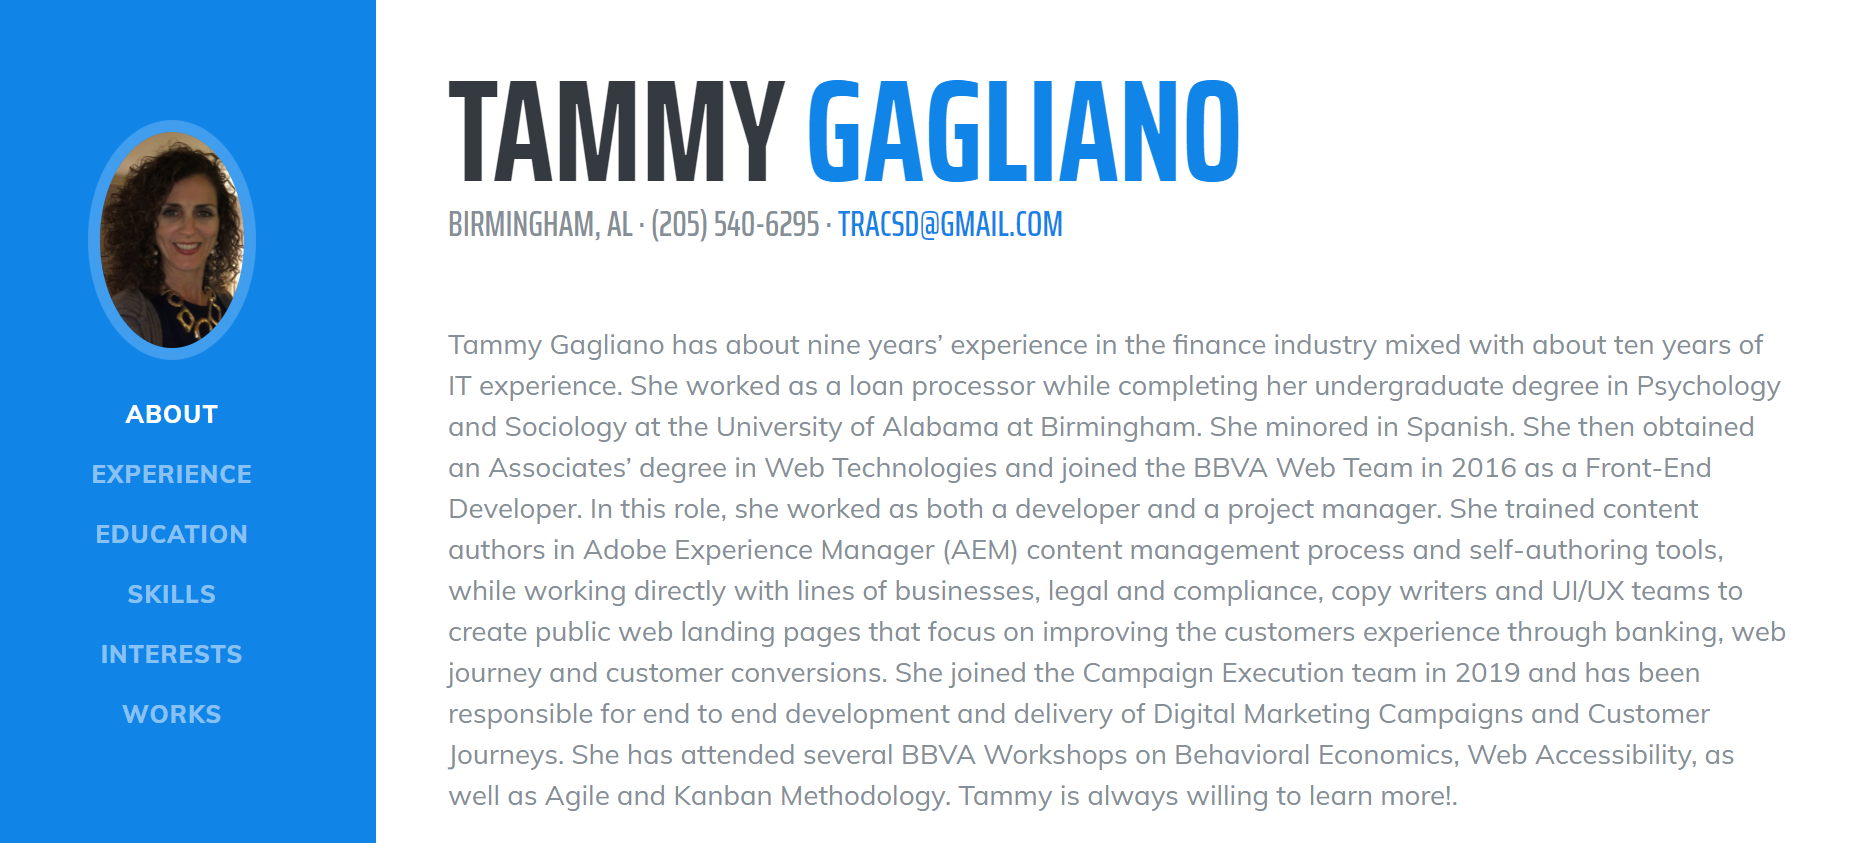 ABOUT
EXPERIENCE
EDUCATION
SKILLS
INTERESTS
WORKS
TAMMY GAGLIANO
BIRMINGHAM, AL · (205) 540-6295 · TRACSD@GMAIL.COM
Tammy Gagliano has about nine years’ experience in the finance industry mixed with about ten years of
IT experience. She worked as a loan processor while completing her undergraduate degree in Psychology
and Sociology at the University of Alabama at Birmingham. She minored in Spanish. She then obtained
an Associates’ degree in Web Technologies and joined the BBVA Web Team in 2016 as a Front-End
Developer. In this role, she worked as both a developer and a project manager. She trained content
authors in Adobe Experience Manager (AEM) content management process and self-authoring tools,
while working directly with lines of businesses, legal and compliance, copy writers and UI/UX teams to
create public web landing pages that focus on improving the customers experience through banking, web
journey and customer conversions. She joined the Campaign Execution team in 2019 and has been
responsible for end to end development and delivery of Digital Marketing Campaigns and Customer
Journeys. She has attended several BBVA Workshops on Behavioral Economics, Web Accessibility, as
well as Agile and Kanban Methodology. Tammy is always willing to learn more!.